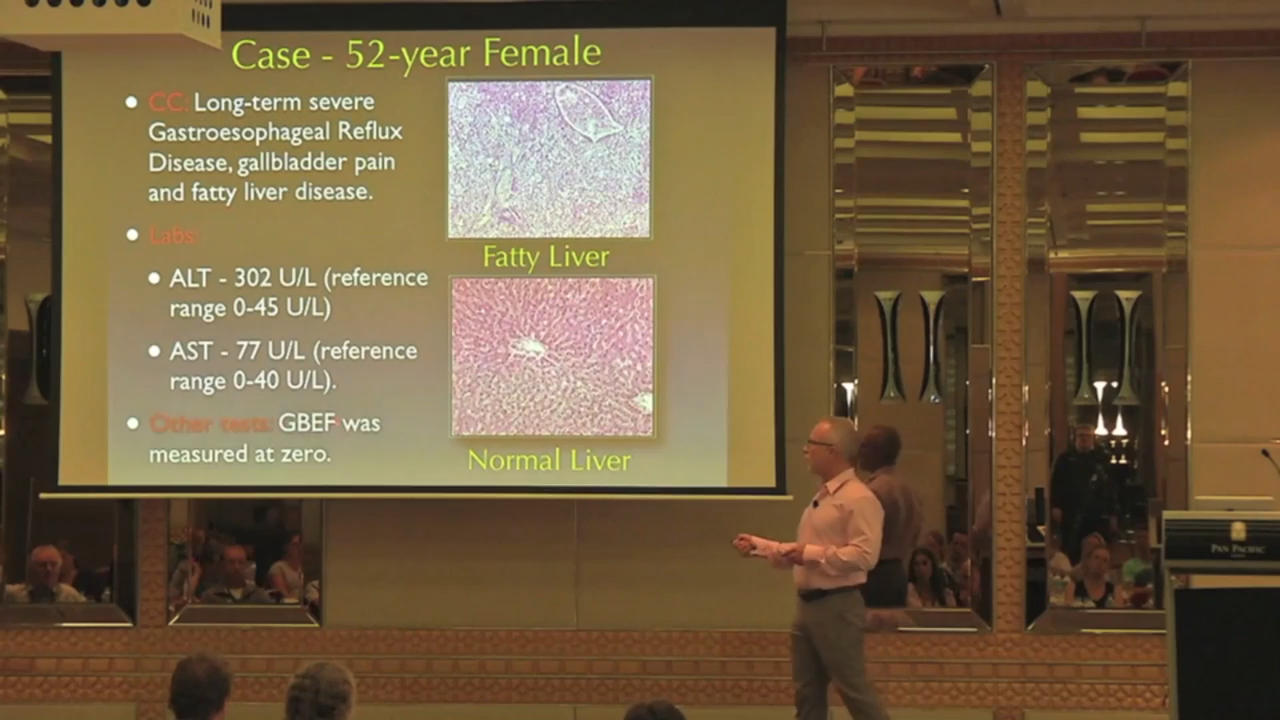 Case - 52-year Female
CC: Long-term severe
Gastroesophageal Reflux
Disease, gallbladder pain
and fatty liver disease.
Labs:
ALT - 302 U/L (reference
range 0-45 U/L)
AST - 77 U/L (reference
range 0-40 U/L).
Other tests: GBEF was
measured at zero.
Fatty Liver
Normal Liver
PAN PACIFIC